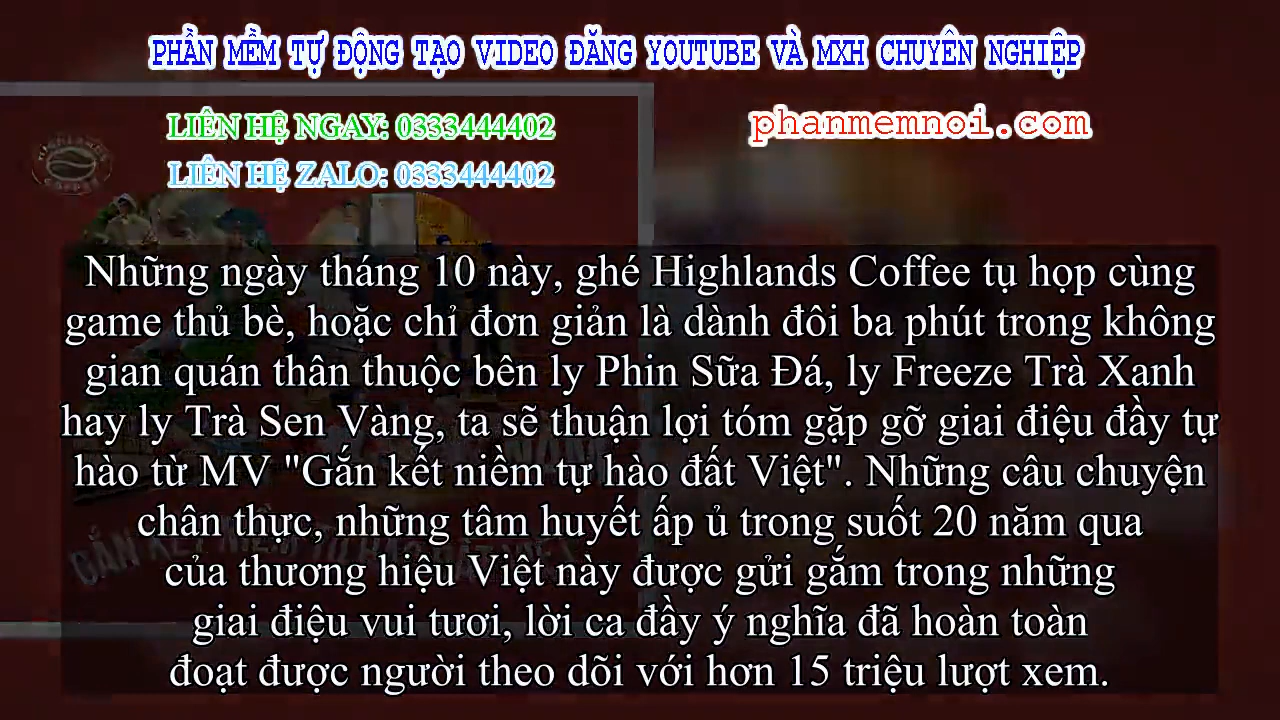 PHẦN MỀM TỰ ĐỘNG TẠO VIDEO ĐĂNG YOUTUBE VÀ MXH CHUYÊN NGHIỆP
LIÊN HỆ NGAY: 0333444402
phanmemnoi.com
LIÊN HỆ ZALO: 0333444402
Những ngày tháng 10 này, ghé Highlands Coffee tụ họp cùng
game thủ bè, hoặc chỉ đơn giản là dành đôi ba phút trong không
gian quán thân thuộc bên ly Phin Sữa Đá, ly Freeze Trà Xanh
hay ly Trà Sen Vàng, ta sẽ thuận lợi tóm gặp gỡ giai điệu đầy tự
hào từ MV "Gắn kết niềm tự hào đất Việt". Những câu chuyện
chân thực, những tâm huyết ấp ủ trong suốt 20 năm qua
của thương hiệu Việt này được gửi gắm trong những
giai điệu vui tươi, lời ca đầy ý nghĩa đã hoàn toàn
đoạt được người theo dõi với hơn 15 triệu lượt xem.